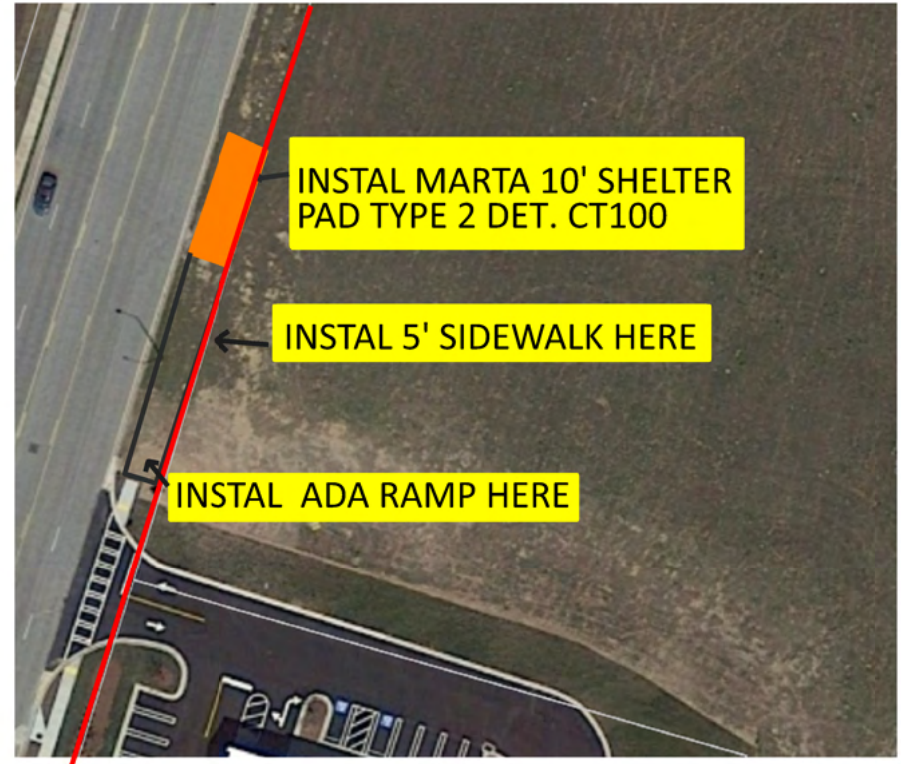 INSTAL MARTA 10' SHELTER
PAD TYPE 2 DET. CT100
INSTAL 5' SIDEWALK HERE
INSTAL ADA RAMP HERE